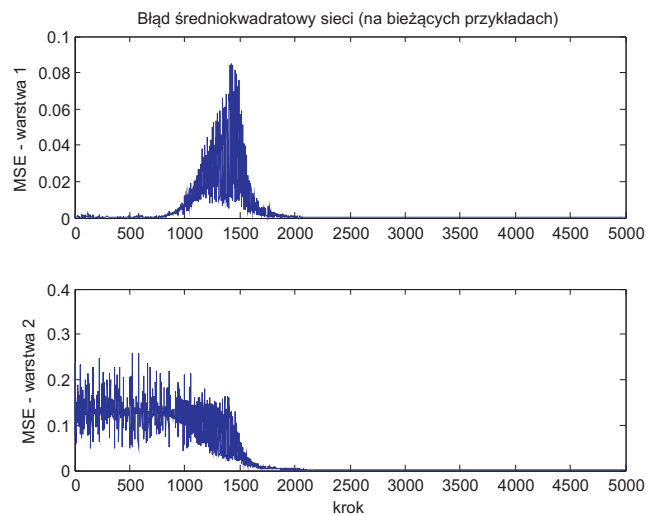 Błąd średniokwadratowy sieci (na bieżących przykładach)
MSE - warstwa 1
0.1
0.08
0.06
0.04
0.02
0
0 500 1000 1500 2000 2500 3000 3500 4000 4500 5000
MSE - warstwa 2
0.4
0.3
0.2
0.1
0
0 500 1000 1500 2000 2500 3000 3500 4000 4500 5000
krok